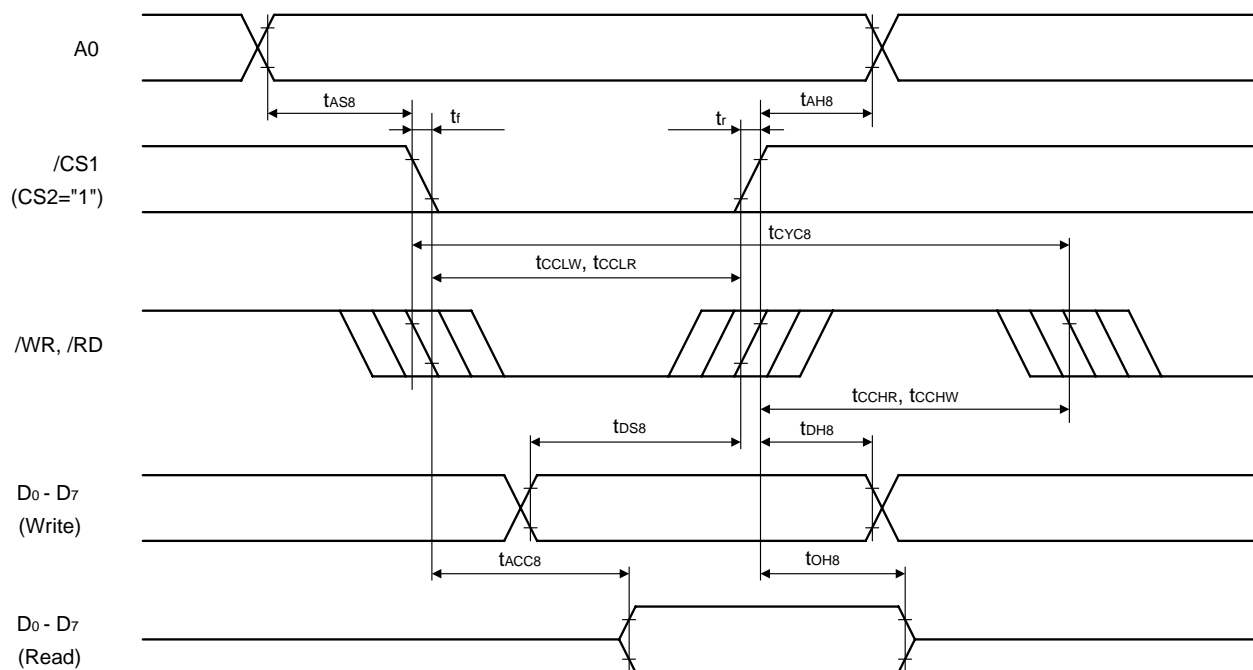 A0
tAS8
tAH8
tf
tr
/CS1
(CS2="1")
tCYC8
tCCLW, tCCLR
/WR, /RD
tCCHR, tCCHW
tDS8
tDH8
D0 - D7
(Write)
tACC8
tOH8
D0 - D7
(Read)